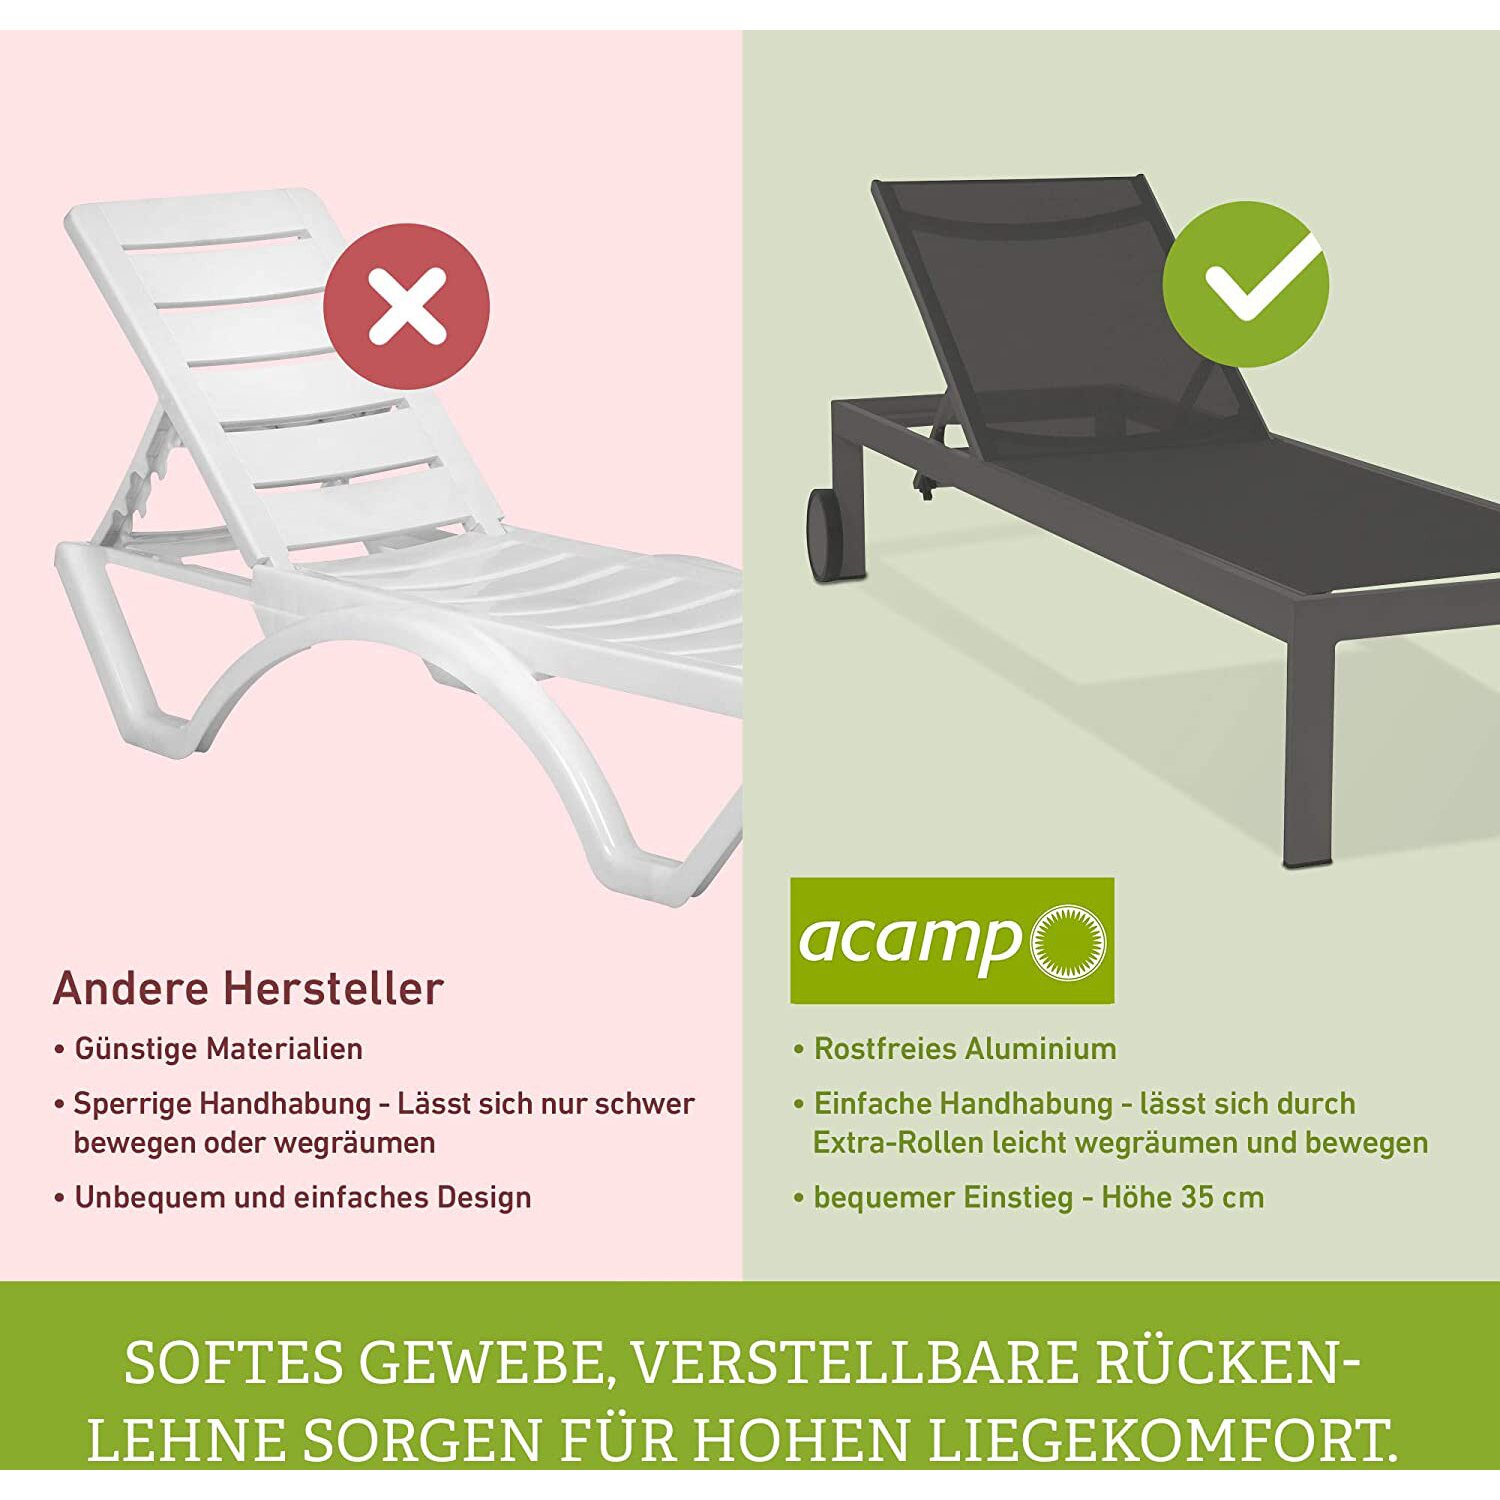 Andere Hersteller
• Günstige Materialien
• Sperrige Handhabung - Lässt sich nur schwer
bewegen oder wegräumen
• Unbequem und einfaches Design
acamp
• Rostfreies Aluminium
• Einfache Handhabung - lässt sich durch
Extra-Rollen leicht wegräumen und bewegen
• bequemer Einstieg - Höhe 35 cm
SOFTES GEWEBE, VERSTELLBARE RÜCKEN-
LEHNE SORGEN FÜR HOHEN LIEGEKOMFORT.